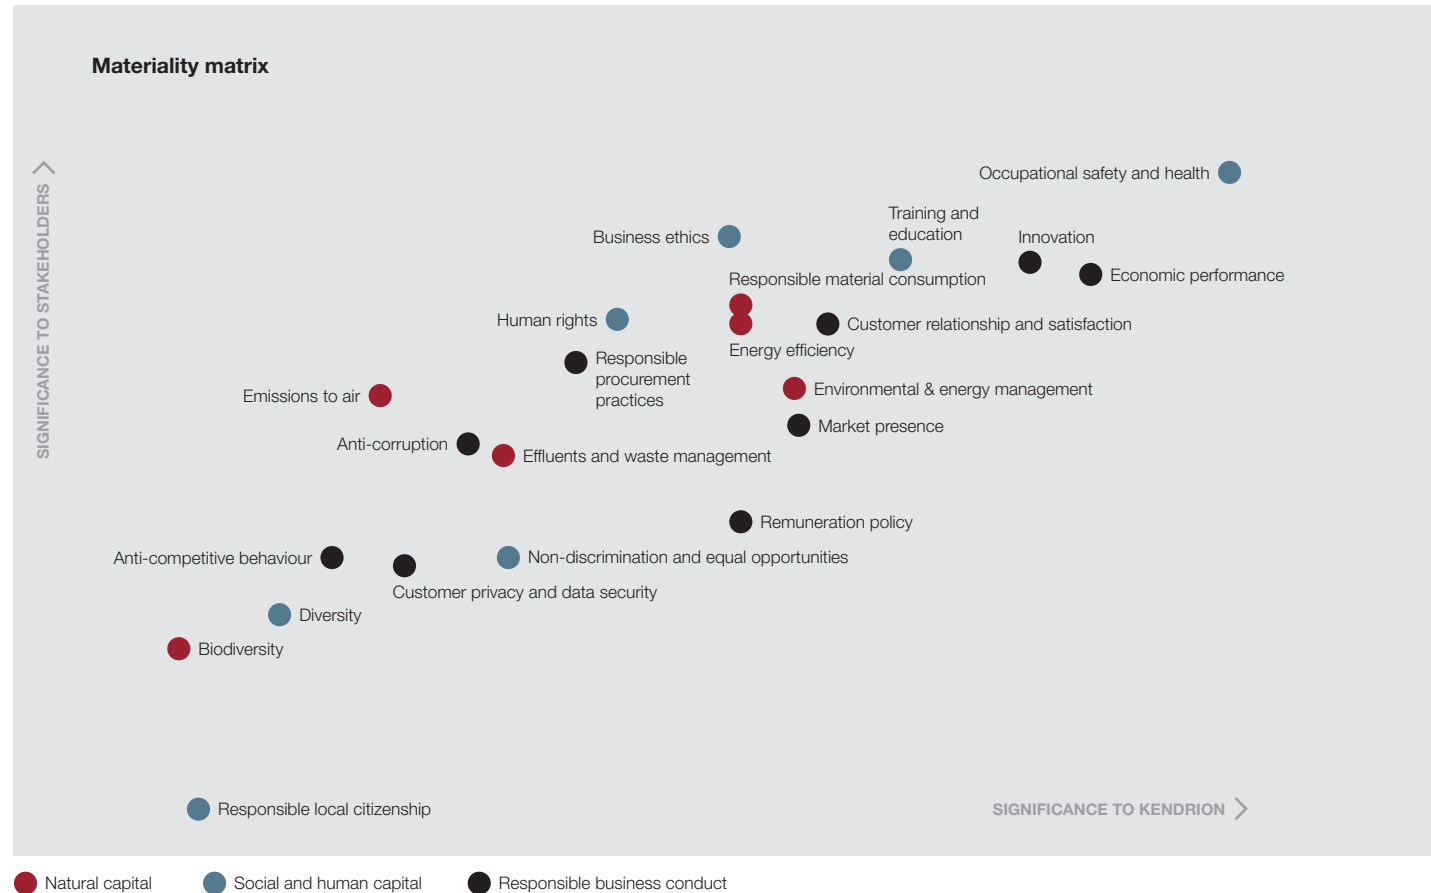 Materiality matrix
SIGNIFICANCE TO STAKEHOLDERS
Occupational safety and health
Training and
education
Business ethics
Innovation
Economic performance
Responsible material consumption
Human rights
Customer relationship and satisfaction
Energy efficiency
Responsible
procurement
practices
Emissions to air
Environmental & energy management
Market presence
Anti-corruption
Effluents and waste management
Remuneration policy
Anti-competitive behaviour
Non-discrimination and equal opportunities
Customer privacy and data security
Diversity
Biodiversity
Responsible local citizenship
SIGNIFICANCE TO KENDRION
Natural capital
Social and human capital
Responsible business conduct